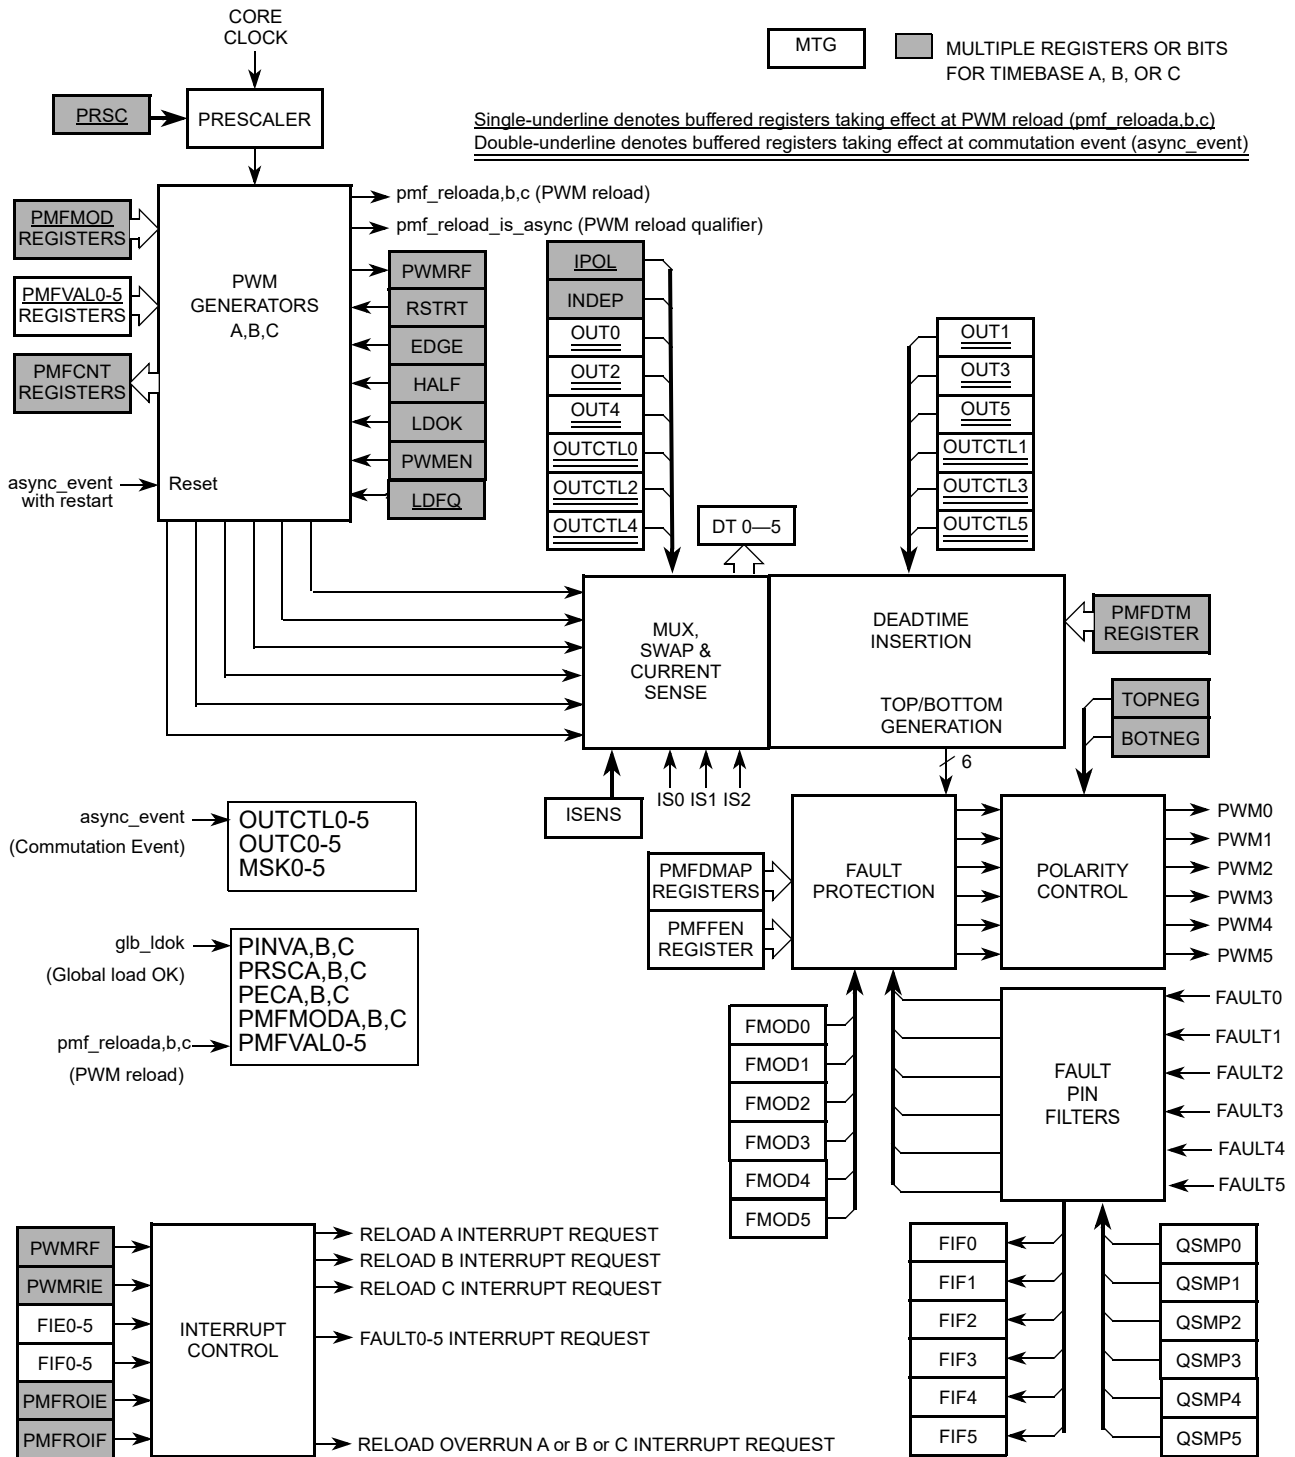 CORE
CLOCK
MTG
MULTIPLE REGISTERS OR BITS
FOR TIMEBASE A, B, OR C
PRSC
PRESCALER
Single-underline denotes buffered registers taking effect at PWM reload (pmf_reloada,b,c)
Double-underline denotes buffered registers taking effect at commutation event (async_event)
PMFMOD
REGISTERS
PMFVAL0-5
REGISTERS
PMFCNT
REGISTERS
async_event
with restart
Reset
PWM
GENERATORS
A,B,C
pmf_reloada,b,c (PWM reload)
pmf_reload_is_async (PWM reload qualifier)
PWMRF
RSTRT
EDGE
HALF
LDOK
PWMEN
LDFQ
IPOL
INDEP
OUT0
OUT2
OUT4
OUTCTL0
OUTCTL2
OUTCTL4
DT 0—5
OUT1
OUT3
OUT5
OUTCTL1
OUTCTL3
OUTCTL5
MUX,
SWAP &
CURRENT
SENSE
DEADTIME
INSERTION
TOP/BOTTOM
GENERATION
PMFDTM
REGISTER
TOPNEG
BOTNEG
6
ISENS
IS0 IS1 IS2
async_event
(Commutation Event)
OUTCTL0-5
OUTC0-5
MSK0-5
glb_ldok
(Global load OK)
pmf_reloada,b,c
(PWM reload)
PINVA,B,C
PRSCA,B,C
PECA,B,C
PMFMODA,B,C
PMFVAL0-5
PMFDMAP
REGISTERS
PMFFEN
REGISTER
FAULT
PROTECTION
POLARITY
CONTROL
PWM0
PWM1
PWM2
PWM3
PWM4
PWM5
FMOD0
FMOD1
FMOD2
FMOD3
FMOD4
FMOD5
FAULT
PIN
FILTERS
FAULT0
FAULT1
FAULT2
FAULT3
FAULT4
FAULT5
FIF0
FIF1
FIF2
FIF3
FIF4
FIF5
QSMP0
QSMP1
QSMP2
QSMP3
QSMP4
QSMP5
PWMRF
PWMRIE
FIE0-5
FIF0-5
PMFROIE
PMFROIF
INTERRUPT
CONTROL
RELOAD A INTERRUPT REQUEST
RELOAD B INTERRUPT REQUEST
RELOAD C INTERRUPT REQUEST
FAULT0-5 INTERRUPT REQUEST
RELOAD OVERRUN A or B or C INTERRUPT REQUEST